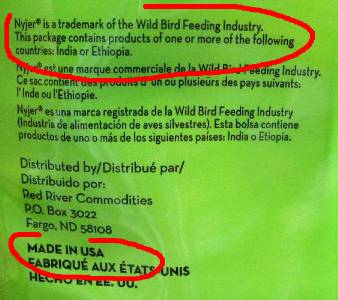 Nyjer® is a trademark of the Wild Bird Feeding Industry.
This package contains products of one or more of the following
countries: India or Ethiopia.
Nyjer® est une marque commerciale de la Wild Bird Feeding Industry.
Ce sac contient des produits d'un ou plusieurs des pays suivants:
l'Inde ou l'Ethiopie.
Nyjer® es una marca registrada de la Wild Bird Feeding Industry
(Industria de alimentación de aves silvestres). Esta bolsa contiene
productos de uno o más de los siguientes países: India o Etiopia.
Distributed by/Distribué par/
Distribuido por:
Red River Commodities
P.O. Box 3022
Fargo, ND 58108
MADE IN USA
FABRIQUÉ AUX ÉTATS UNIS
HECHO EN EE. UU.